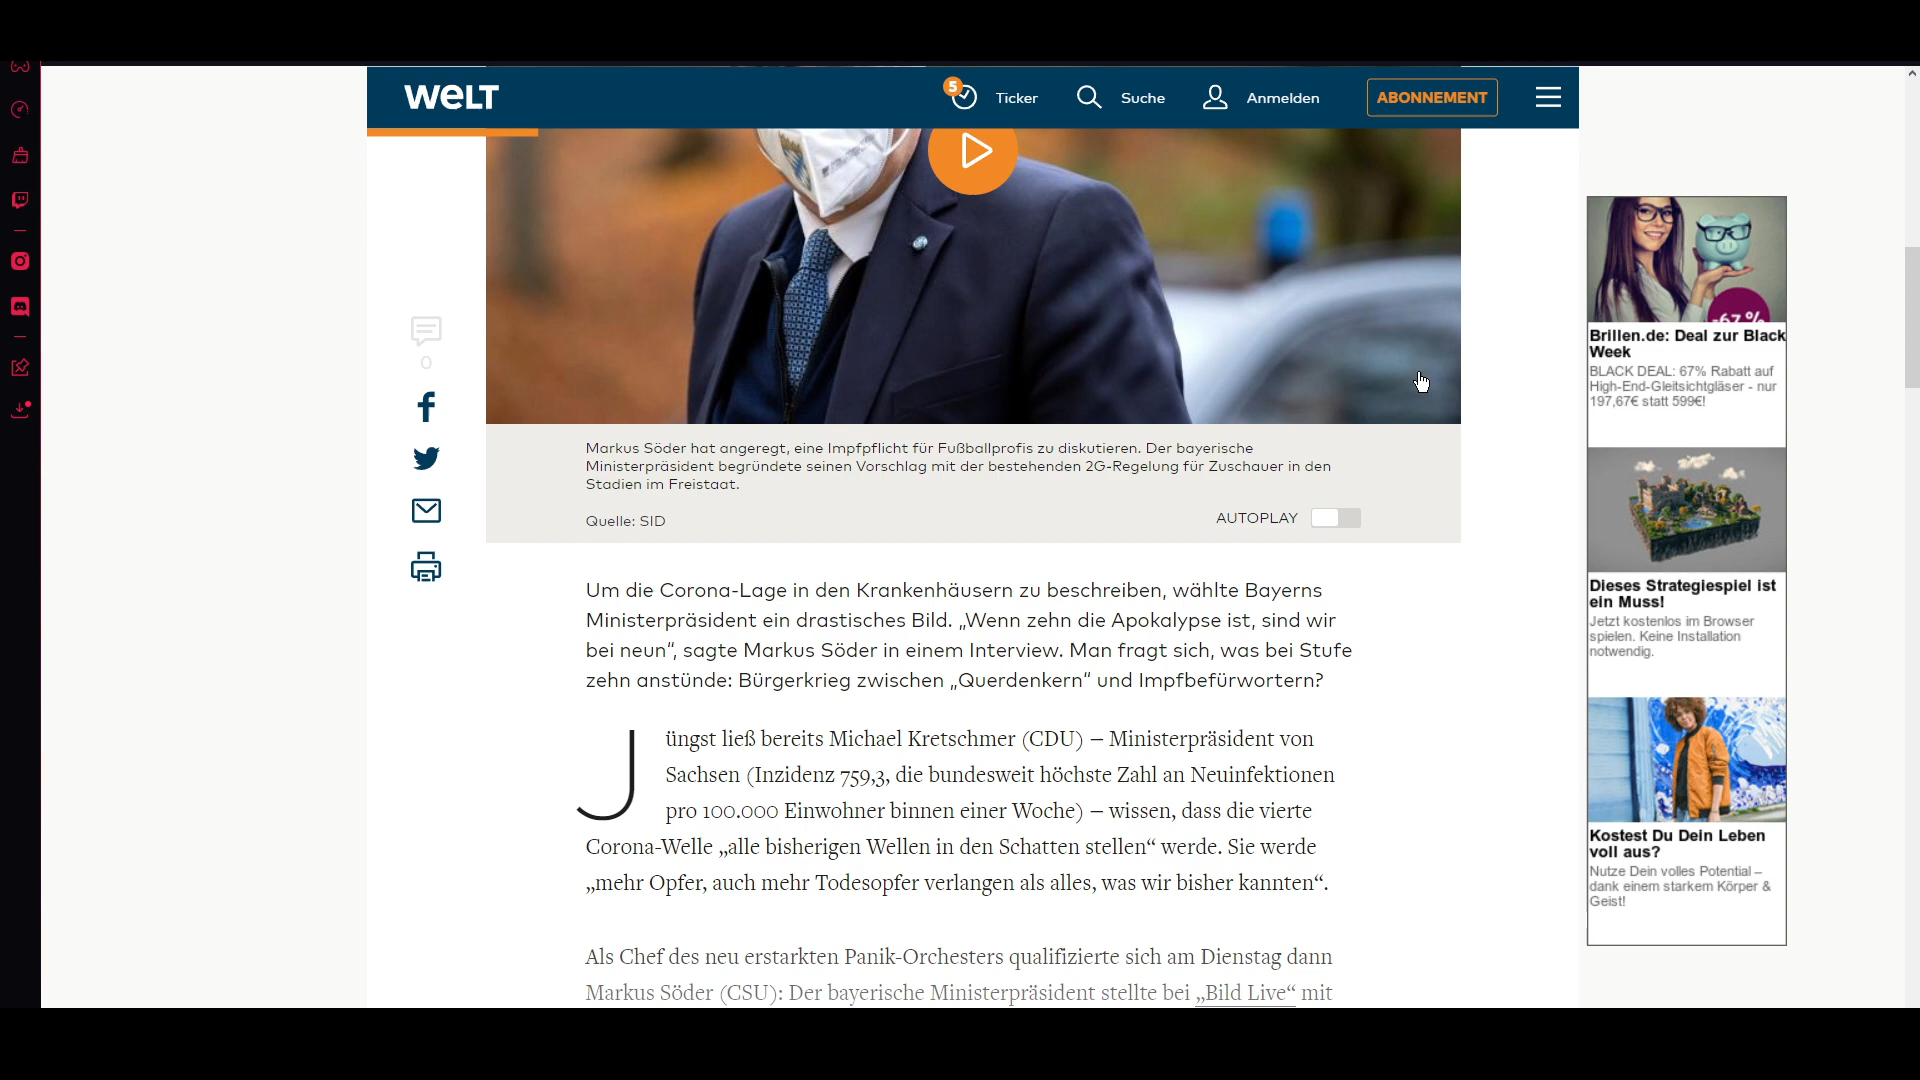 WELT
5
Ticker
Suche
Anmelden
ABONNEMENT
0
Markus Söder hat angeregt, eine Impfpflicht für Fußballprofis zu diskutieren. Der bayerische
Ministerpräsident begründete seinen Vorschlag mit der bestehenden 2G-Regelung für Zuschauer in den
Stadien im Freistaat.
Quelle: SID
AUTOPLAY
Um die Corona-Lage in den Krankenhäusern zu beschreiben, wählte Bayerns
Ministerpräsident ein drastisches Bild. „Wenn zehn die Apokalypse ist, sind wir
bei neun“, sagte Markus Söder in einem Interview. Man fragt sich, was bei Stufe
zehn anstünde: Bürgerkrieg zwischen „Querdenkern“ und Impfbefürwortern?
Jüngst ließ bereits Michael Kretschmer (CDU) – Ministerpräsident von
Sachsen (Inzidenz 759,3, die bundesweit höchste Zahl an Neuinfektionen
pro 100.000 Einwohner binnen einer Woche) – wissen, dass die vierte
Corona-Welle „alle bisherigen Wellen in den Schatten stellen“ werde. Sie werde
„mehr Opfer, auch mehr Todesopfer verlangen als alles, was wir bisher kannten“.
Als Chef des neu erstarkten Panik-Orchesters qualifizierte sich am Dienstag dann
Markus Söder (CSU): Der bayerische Ministerpräsident stellte bei „Bild Live“ mit
-67 %
Brillen.de: Deal zur Black
Week
BLACK DEAL: 67% Rabatt auf
High-End-Gleitsichtgläser - nur
197,67€ statt 599€!
Dieses Strategiespiel ist
ein Muss!
Jetzt kostenlos im Browser
spielen. Keine Installation
notwendig.
Kostest Du Dein Leben
voll aus?
Nutze Dein volles Potential –
dank einem starkem Körper &
Geist!